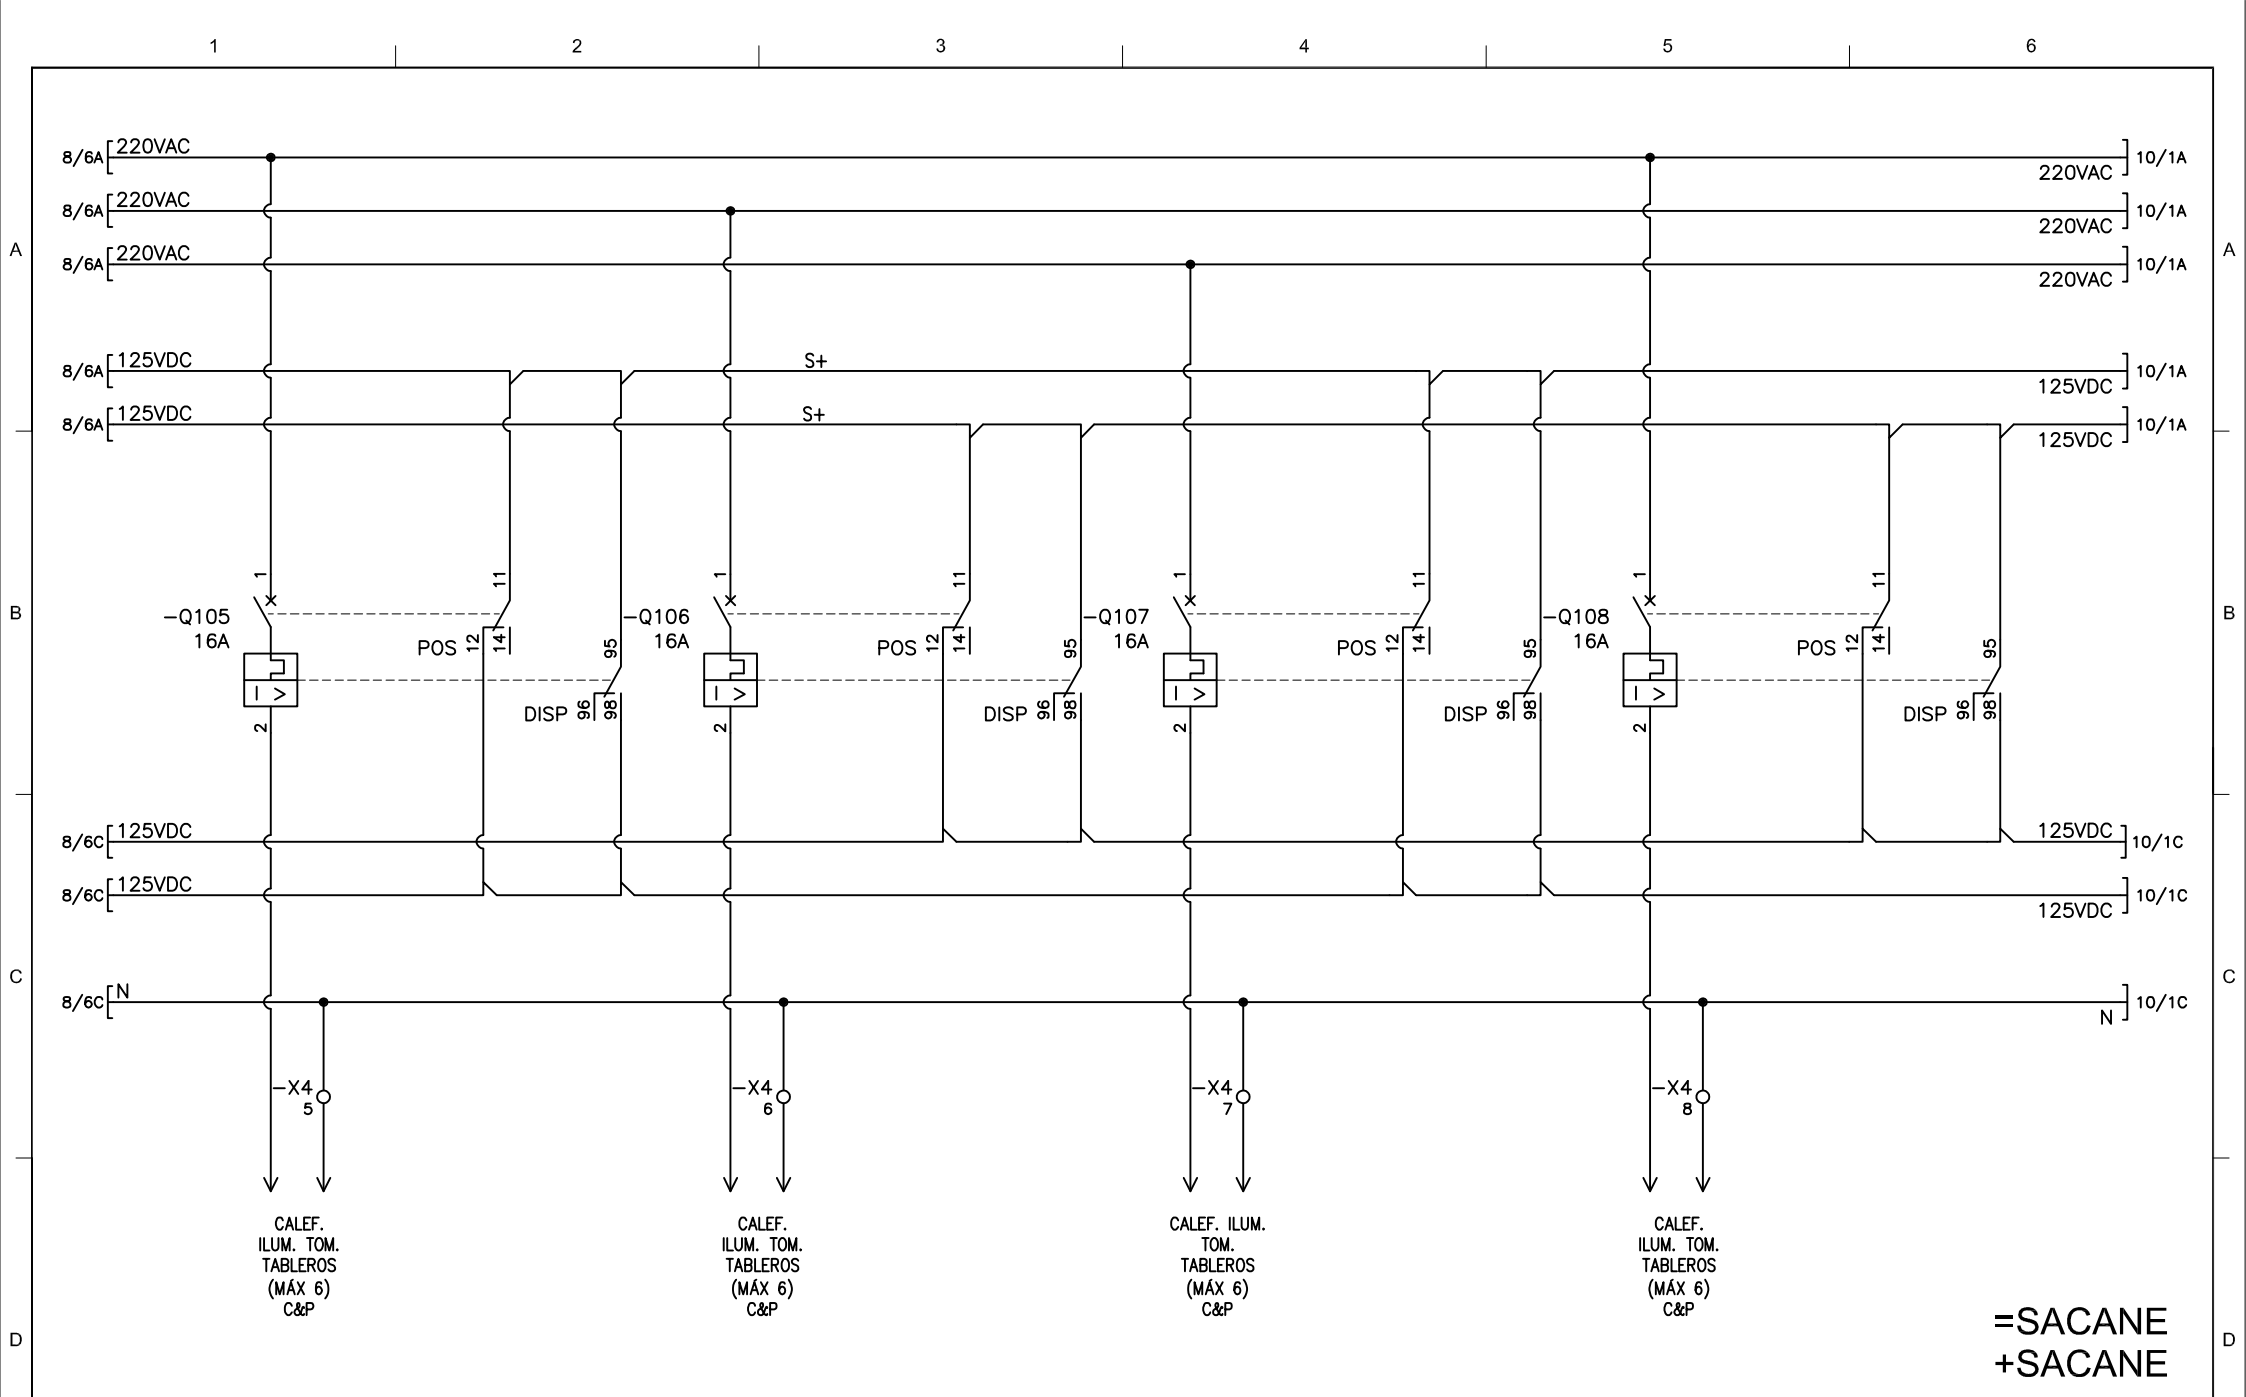 1 2 3 4 5 6
8/6A 220VAC 10/1A
220VAC
8/6A 220VAC 10/1A
220VAC
A A
8/6A 220VAC 10/1A
220VAC
8/6A 125VDC S+ 10/1A
125VDC
8/6A 125VDC S+ 10/1A
125VDC
1 11 1 11 1 11 1 11
B B
-Q105 -Q106 -Q107 -Q108
16A 16A 16A 16A
POS 12 14 95 POS 12 14 95 POS 12 14 95 POS 12 14 95
I > I > I > I >
DISP 96 98 DISP 96 98 DISP 96 98 DISP 96 98
2 2 2 2
8/6C 125VDC 125VDC 10/1C
8/6C 125VDC 10/1C
125VDC
C C
8/6C N 10/1C
N
-X4 -X4 -X4 -X4
5 6 7 8
CALEF.
ILUM. TOM.
TABLEROS
(MÁX 6)
C&P
CALEF.
ILUM. TOM.
TABLEROS
(MÁX 6)
C&P
CALEF. ILUM.
TOM.
TABLEROS
(MÁX 6)
C&P
CALEF.
ILUM. TOM.
TABLEROS
(MÁX 6)
C&P
D D
=SACANE
+SACANE